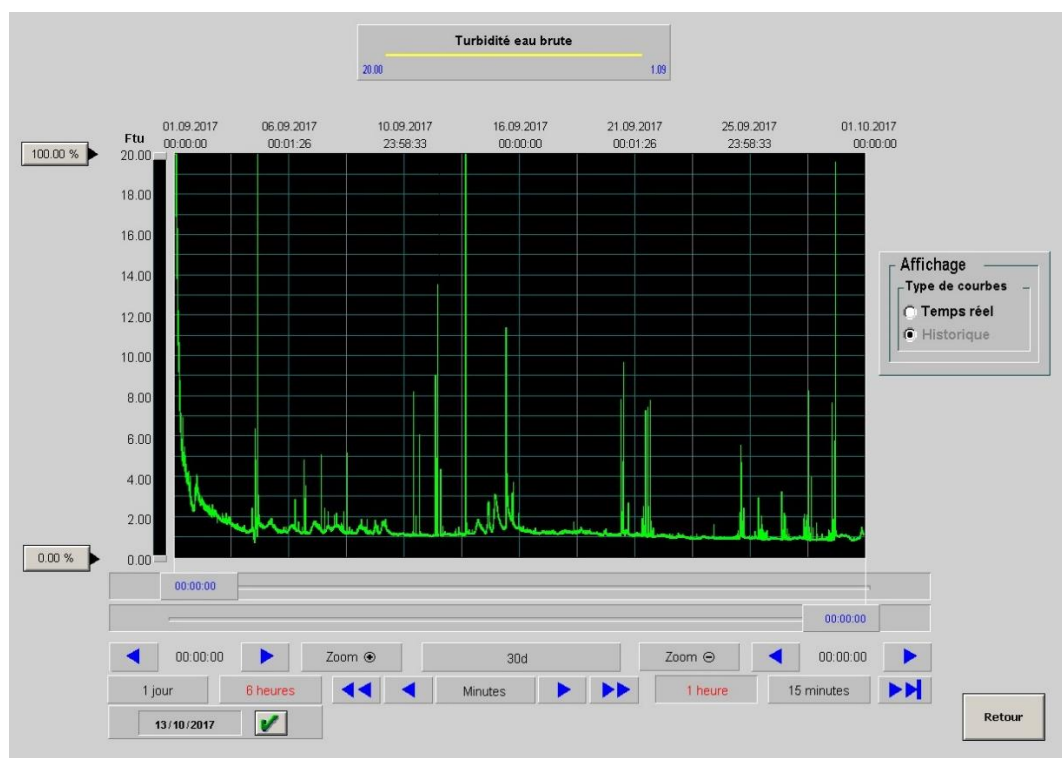 Turbidité eau brute
20.00 1.09
01.09.2017 06.09.2017 10.09.2017 16.09.2017 21.09.2017 25.09.2017 01.10.2017
Ftu 00:00:00 00:01:26 23:58:33 00:00:00 00:01:26 23:58:33 00:00:00
100.00 % 20.00
18.00
16.00
14.00
12.00
10.00
8.00
6.00
4.00
2.00
0.00 % 0.00
Affichage
Type de courbes
Temps réel
Historique
00:00:00
00:00:00
00:00:00 Zoom 30d Zoom 00:00:00
1 jour 6 heures Minutes 1 heure 15 minutes
13/10/2017
Retour